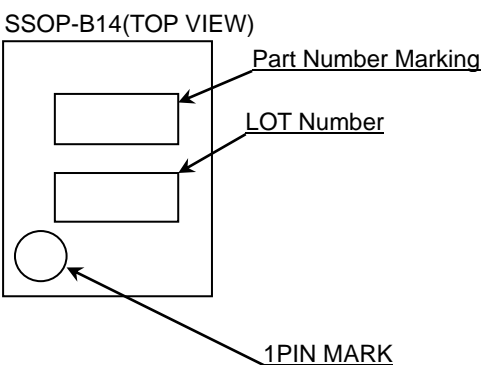 SSOP-B14(TOP VIEW)
Part Number Marking
LOT Number
1PIN MARK